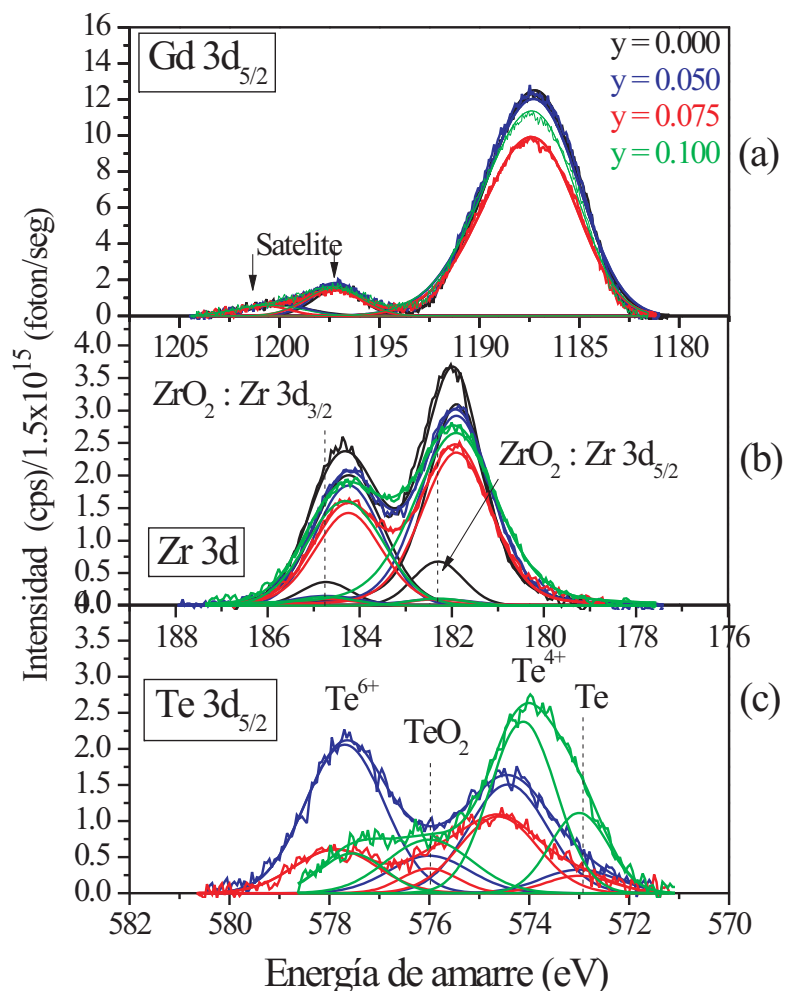 Gd 3d5/2
y = 0.000
y = 0.050
y = 0.075
y = 0.100
(a)
Satelite
16
14
12
10
8
6
4
2
0
1205 1200 1195 1190 1185 1180
ZrO2 : Zr 3d3/2
ZrO2 : Zr 3d5/2
(b)
Zr 3d
4.0
3.5
3.0
2.5
2.0
1.5
1.0
0.5
0.0
188 186 184 182 180 178 176
Te 3d5/2
Te6+
TeO2
Te4+
Te
(c)
4.0
3.5
3.0
2.5
2.0
1.5
1.0
0.5
0.0
582 580 578 576 574 572 570
Intensidad (cps)/1.5x10^15 (foton/seg)
Energía de amarre (eV)